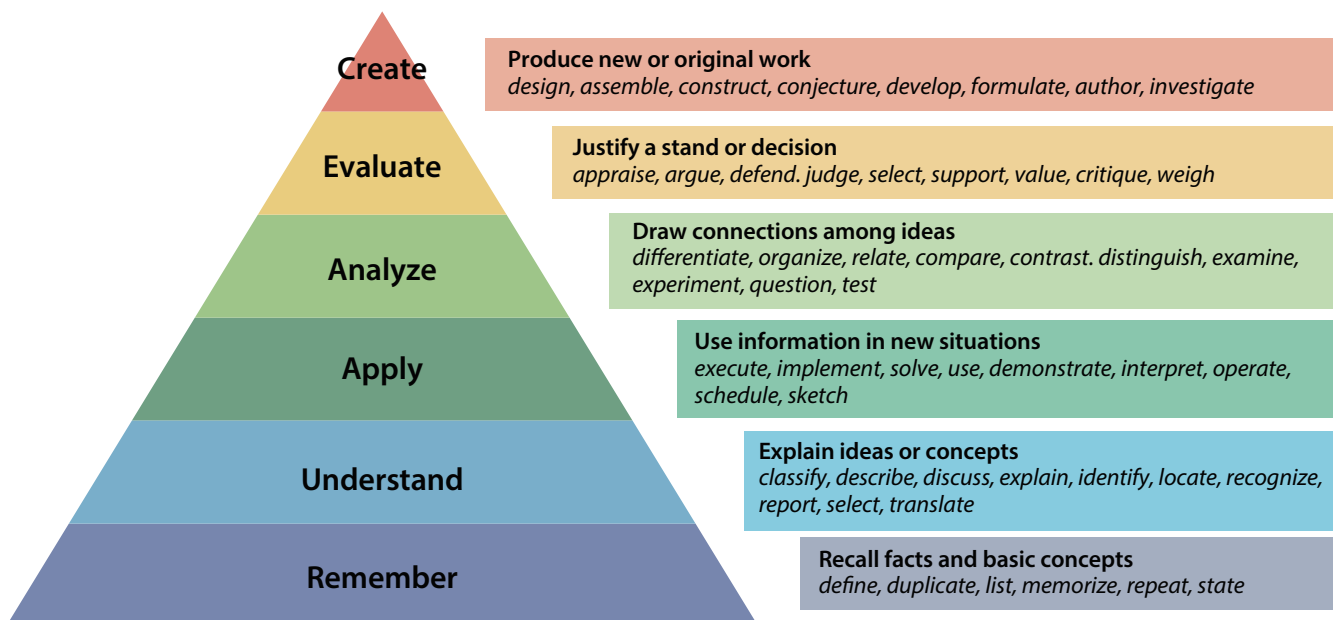 Create
Produce new or original work
design, assemble, construct, conjecture, develop, formulate, author, investigate
Evaluate
Justify a stand or decision
appraise, argue, defend. judge, select, support, value, critique, weigh
Analyze
Draw connections among ideas
differentiate, organize, relate, compare, contrast. distinguish, examine,
experiment, question, test
Apply
Use information in new situations
execute, implement, solve, use, demonstrate, interpret, operate,
schedule, sketch
Understand
Explain ideas or concepts
classify, describe, discuss, explain, identify, locate, recognize,
report, select, translate
Remember
Recall facts and basic concepts
define, duplicate, list, memorize, repeat, state